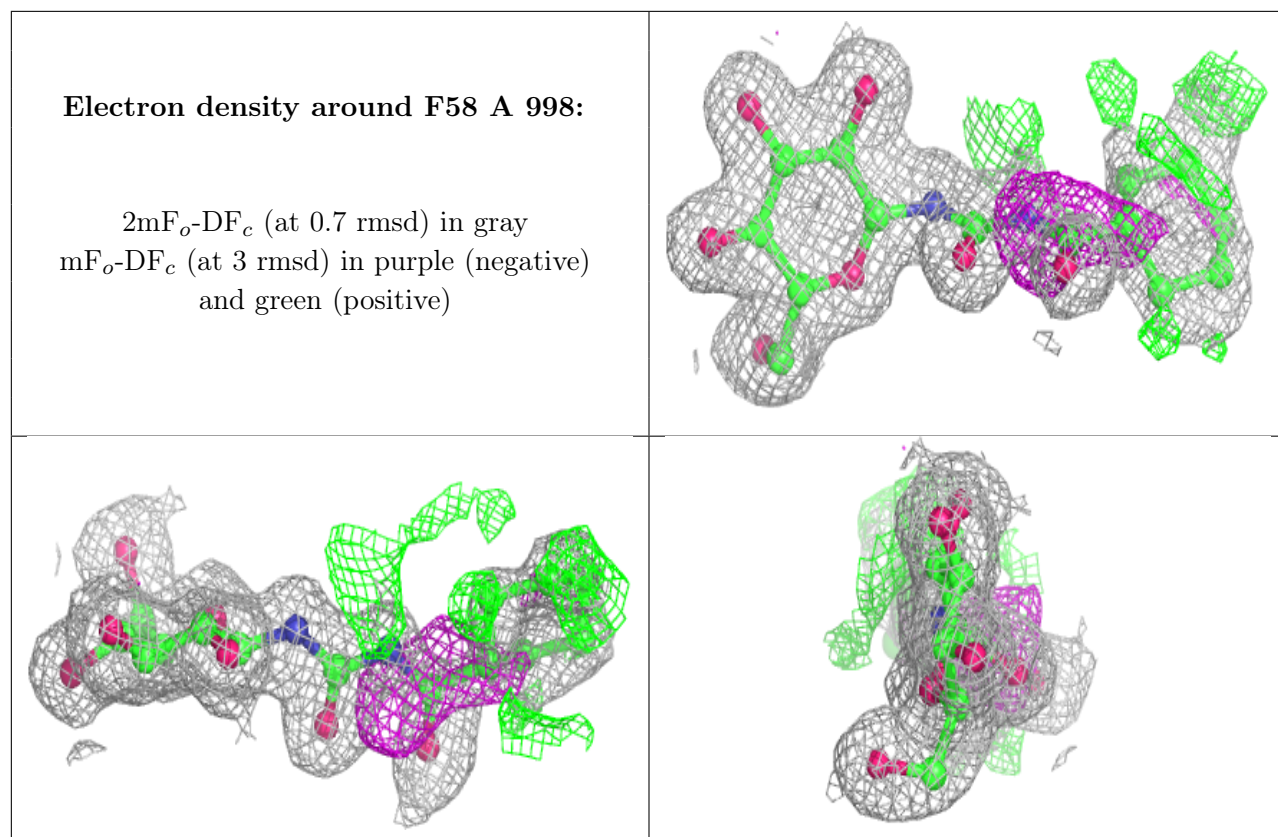 Electron density around F58 A 998:
2mFo-DFc (at 0.7 rmsd) in gray
mFo-DFc (at 3 rmsd) in purple (negative)
and green (positive)